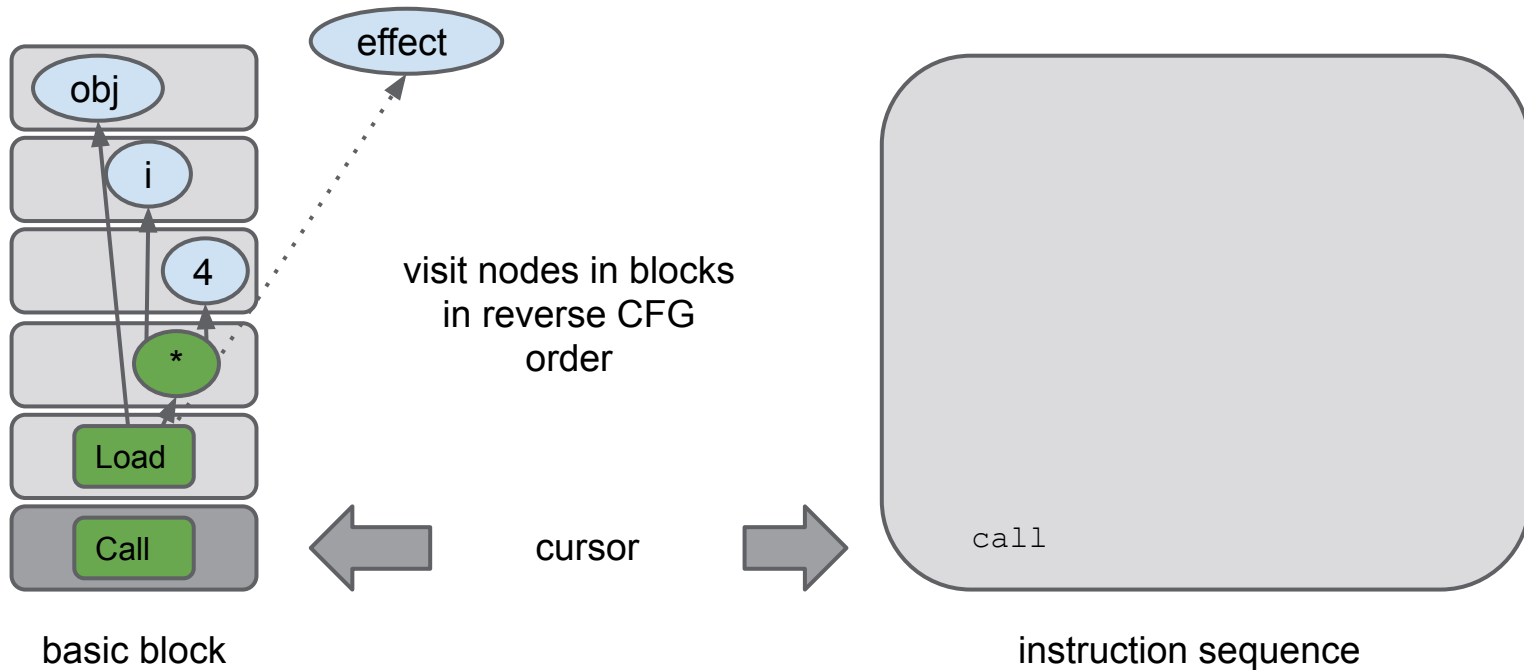 effect
obj
i
4
visit nodes in blocks
in reverse CFG
order
*
Load
Call
cursor
call
basic block
instruction sequence